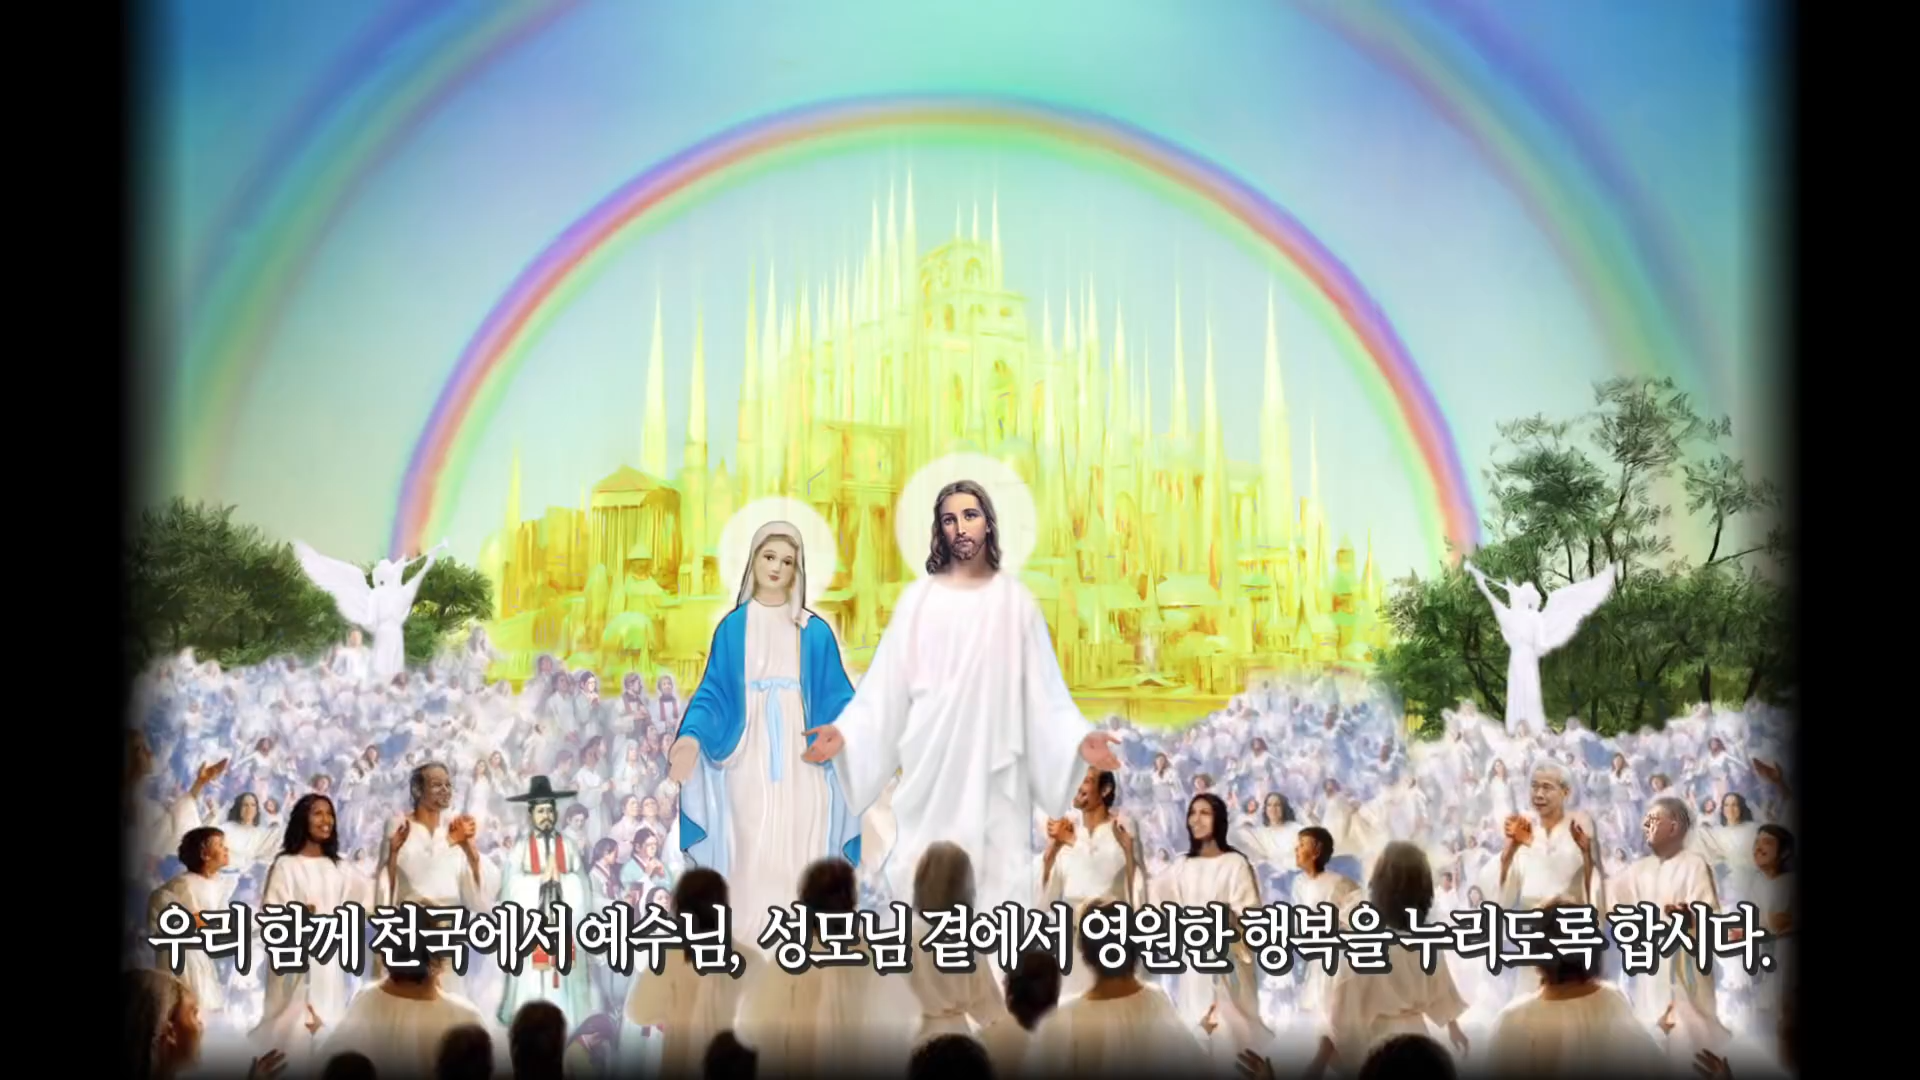 우리 함께 천국에서 예수님, 성모님 곁에서 영원한 행복을 누리도록 합시다.